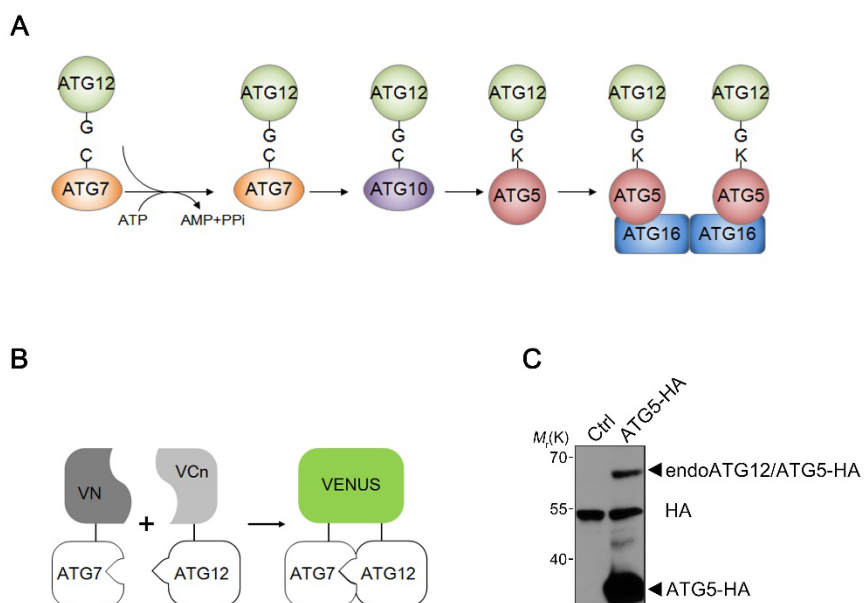 A
ATG12 ATG12 ATG12 ATG12 ATG12 ATG12
G G G G G G
C C C K K K
ATG7 ATG7 ATG10 ATG5 ATG5 ATG5
ATP AMP+PPi
ATG16 ATG16
B
VN + VCn VENUS
ATG7 ATG12 ATG7 ATG12
C
Ctrl ATG5-HA
Mr(K)
70- endoATG12/ATG5-HA
55- HA
40-
ATG5-HA